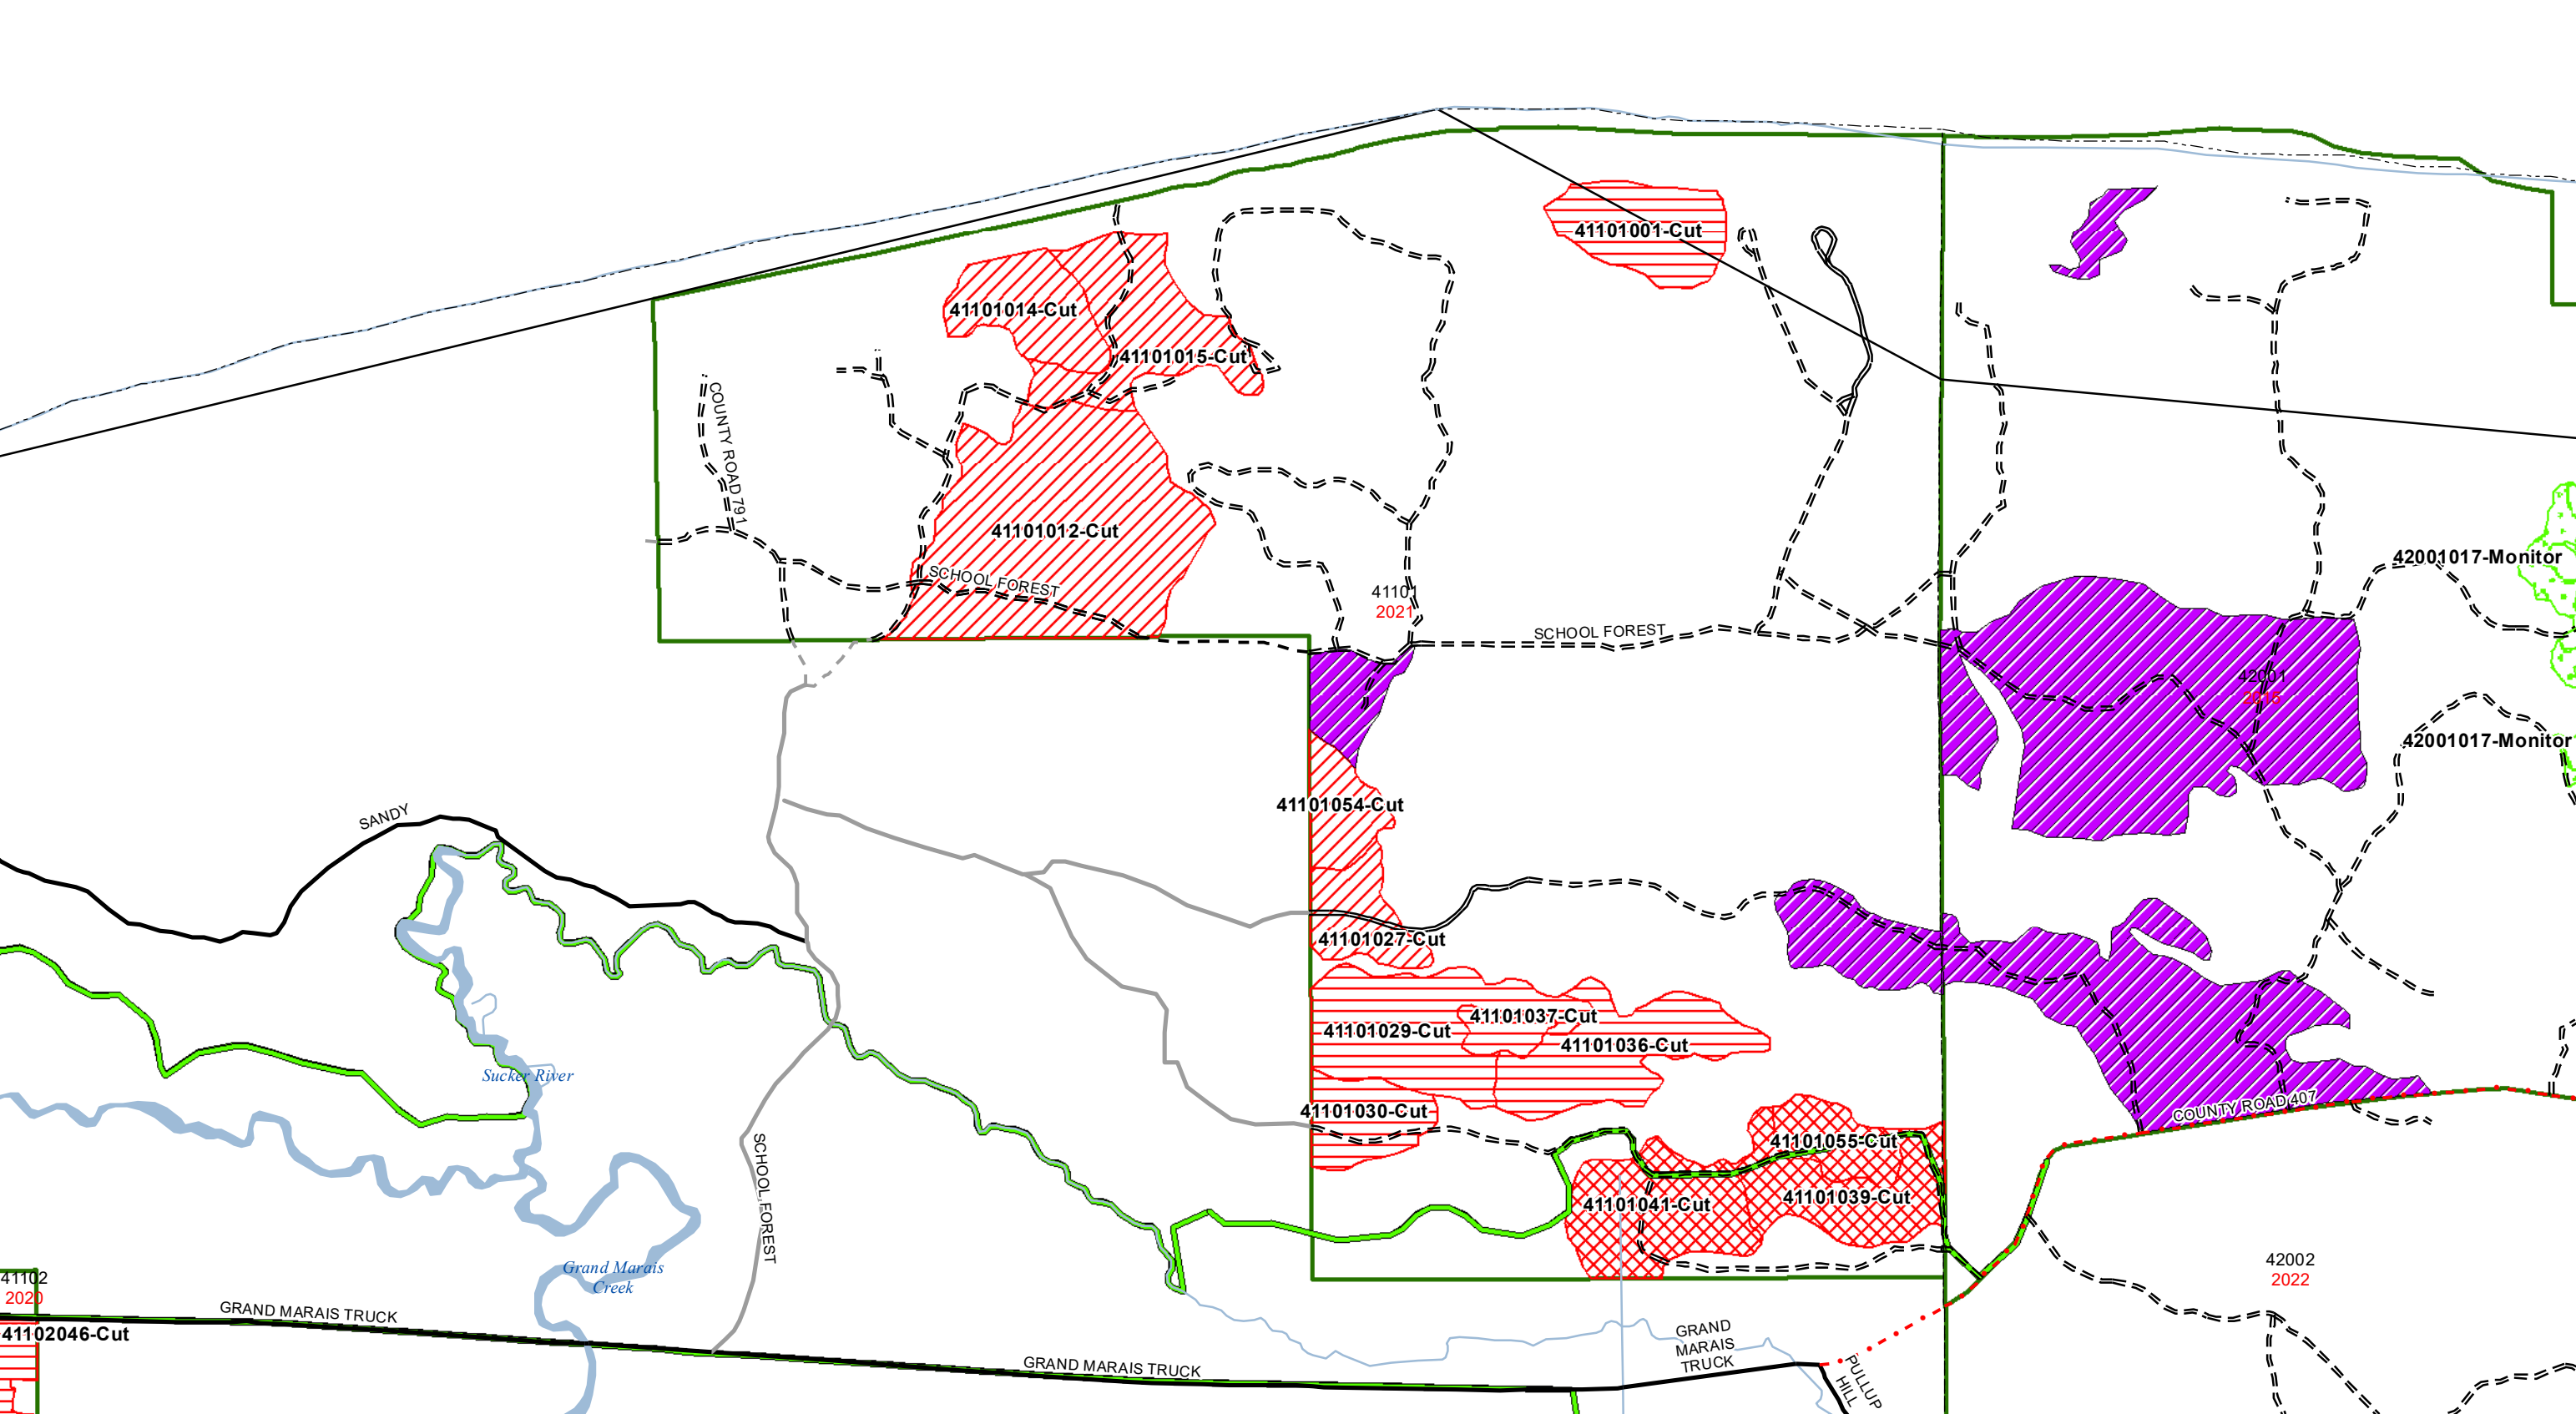 41101001-Cut
41101014-Cut
41101015-Cut
COUNTY ROAD 791
41101012-Cut
SCHOOL FOREST
42001017-Monitor
41101
2021
SCHOOL FOREST
42001
42001017-Monitor
41101054-Cut
SANDY
41101027-Cut
41101037-Cut
41101029-Cut
41101036-Cut
Sucker River
41101030-Cut
COUNTY ROAD 407
41101055-Cut
SCHOOL FOREST
41101041-Cut
41101039-Cut
Grand Marais
Creek
42002
2022
41102
2020
GRAND MARAIS TRUCK
41102046-Cut
GRAND
MARAIS
TRUCK
GRAND MARAIS TRUCK
PULLUP
HILL